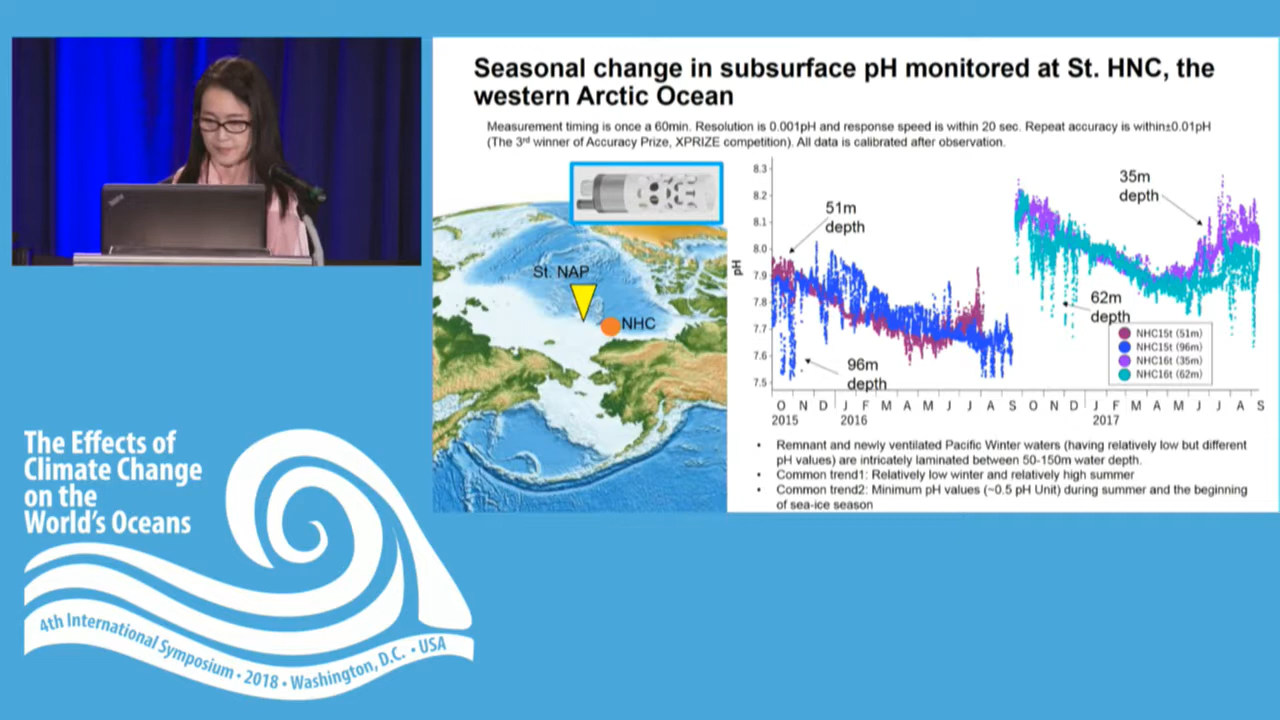 Seasonal change in subsurface pH monitored at St. HNC, the
western Arctic Ocean
Measurement timing is once a 60min. Resolution is 0.001pH and response speed is within 20 sec. Repeat accuracy is within±0.01pH
(The 3rd winner of Accuracy Prize, XPRIZE competition). All data is calibrated after observation.
St. NAP
NHC
pH
8.3
8.2
8.1
8.0
7.9
7.8
7.7
7.6
7.5
51m
depth
96m
depth
35m
depth
62m
depth
NHC15t (51m)
NHC15t (96m)
NHC16t (35m)
NHC16t (62m)
O N D J F M A M J J A S O N D J F M A M J J A S
2015 2016 2017
• Remnant and newly ventilated Pacific Winter waters (having relatively low but different
pH values) are intricately laminated between 50-150m water depth.
• Common trend1: Relatively low winter and relatively high summer
• Common trend2: Minimum pH values (~0.5 pH Unit) during summer and the beginning
of sea-ice season
The Effects of
Climate Change
on the
World's Oceans
4th International Symposium • 2018 • Washington, D.C. • USA